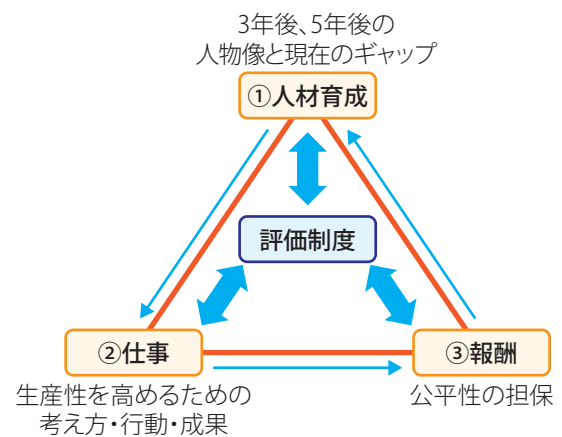 3年後、5年後の
人物像と現在のギャップ
①人材育成
評価制度
②仕事
③報酬
生産性を高めるための
考え方・行動・成果
公平性の担保